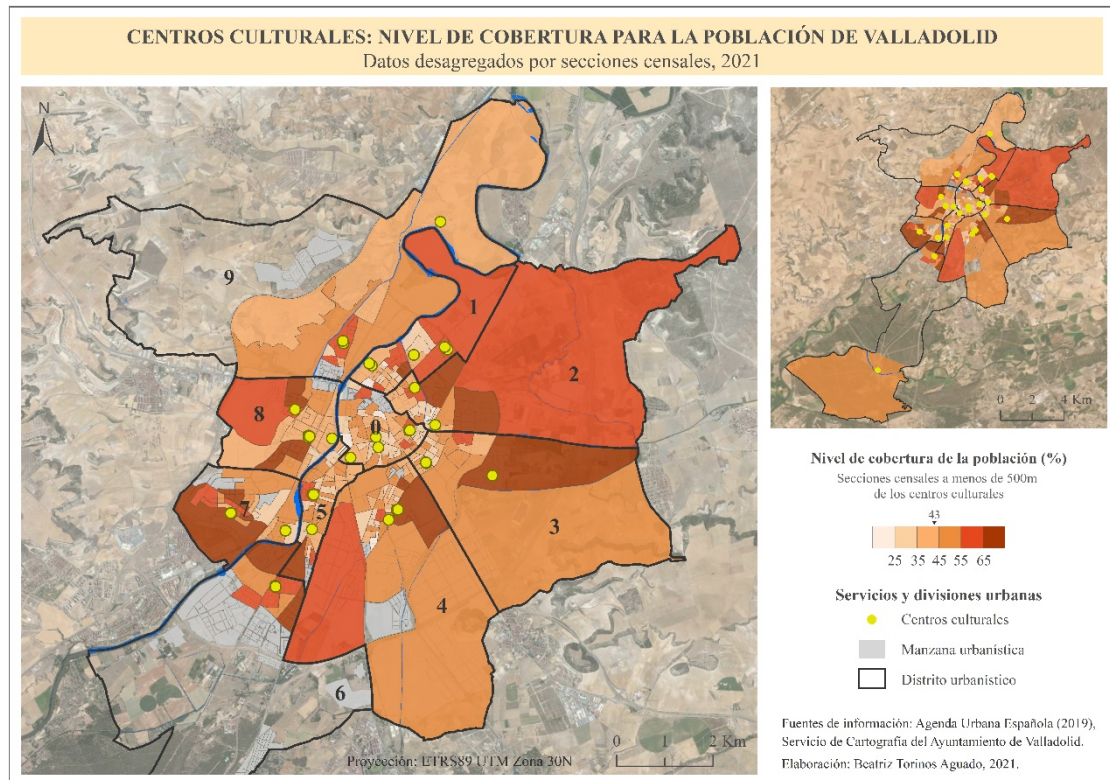 CENTROS CULTURALES: NIVEL DE COBERTURA PARA LA POBLACIÓN DE VALLADOLID
Datos desagregados por secciones censales, 2021
N
9
1
2
8
0
7
5
3
4
6
Proyección: ETRS89 UTM Zona 30N
0 1 2 Km
0 2 4 Km
Nivel de cobertura de la población (%)
Secciones censales a menos de 500m
de los centros culturales
43
25 35 45 55 65
Servicios y divisiones urbanas
Centros culturales
Manzana urbanística
Distrito urbanístico
Fuentes de información: Agenda Urbana Española (2019),
Servicio de Cartografía del Ayuntamiento de Valladolid.
Elaboración: Beatriz Torinos Aguado, 2021.